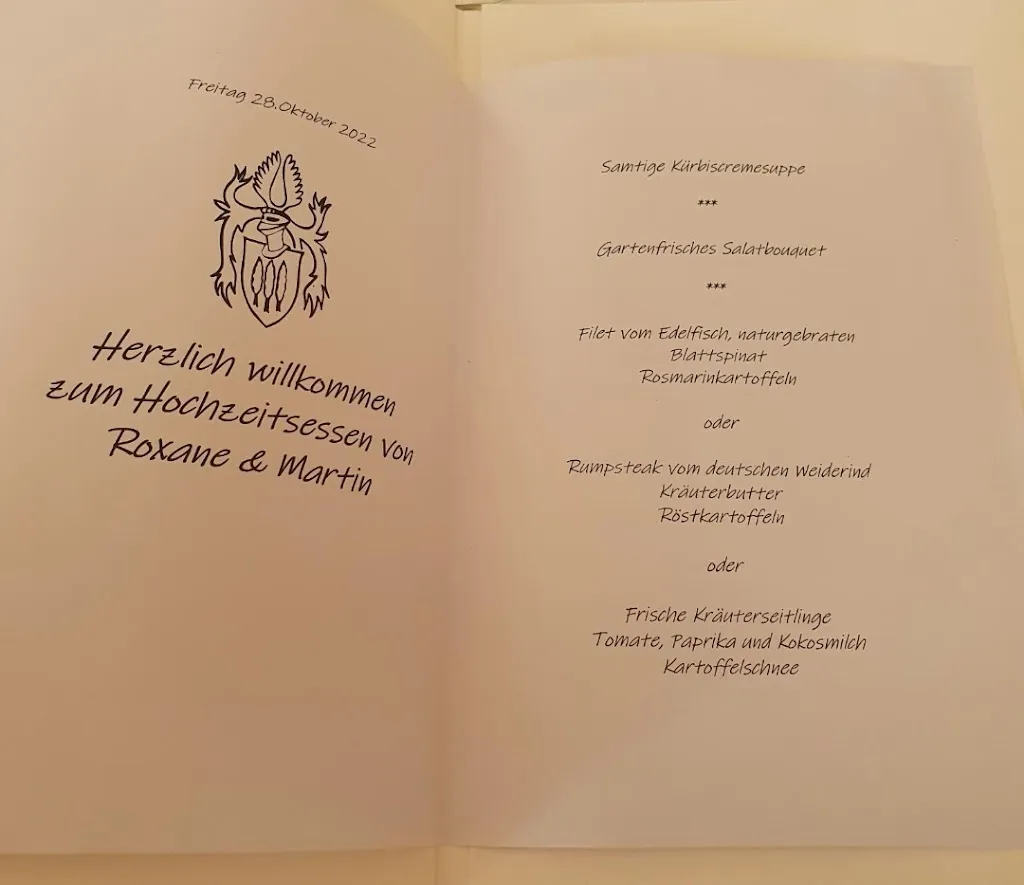 Freitag 28.Oktober 2022
Herzlich willkommen
zum Hochzeitsessen von
Roxane & Martin
Samtige Kürbiscremesuppe
***
Gartenfrisches Salatbouquet
***
Filet vom Edelfisch, naturgebraten
Blattspinat
Rosmarinkartoffeln
oder
Rumpsteak vom deutschen Weiderind
Kräuterbutter
Röstkartoffeln
oder
Frische Kräuterseitlinge
Tomate, Paprika und Kokosmilch
Kartoffelschnee